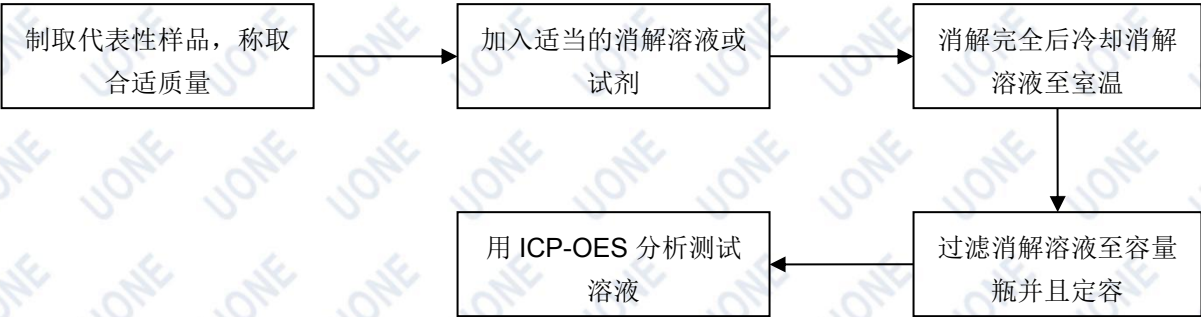 制取代表性样品，称取
合适质量
加入适当的消解溶液或
试剂
消解完全后冷却消解
溶液至室温
过滤消解溶液至容量
瓶并且定容
用 ICP-OES 分析测试
溶液
UONE